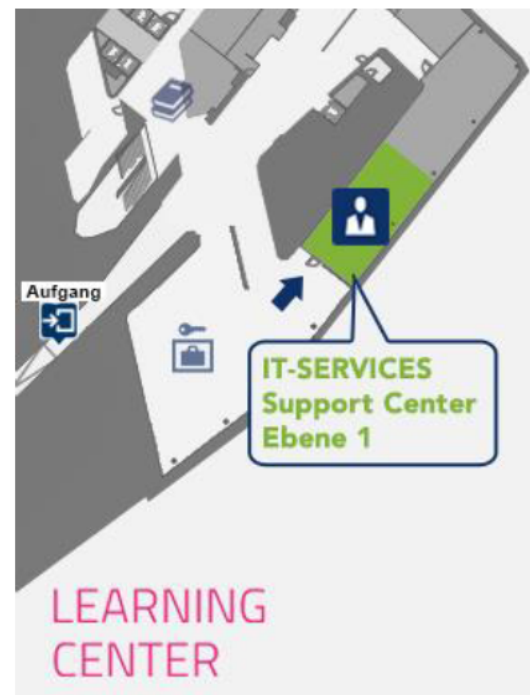 Aufgang
IT-SERVICES
Support Center
Ebene 1
LEARNING
CENTER